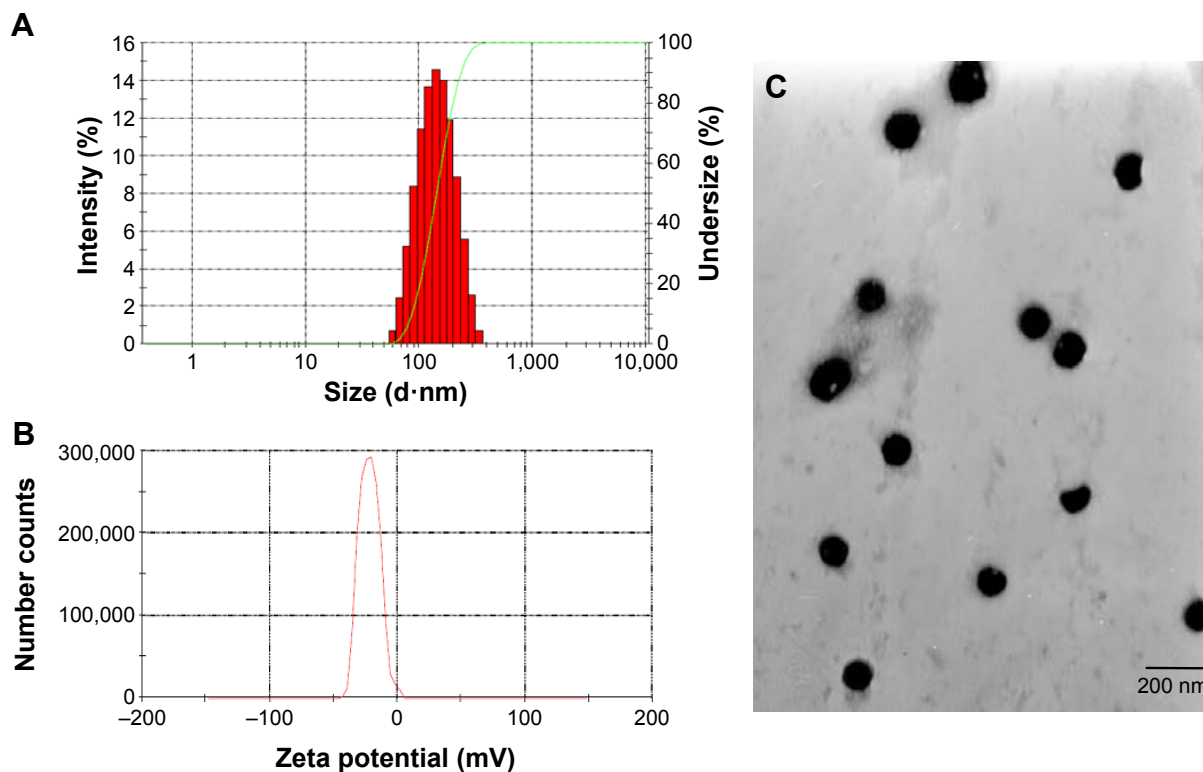 A
16
14
12
10
8
6
4
2
0
Intensity (%)
100
80
60
40
20
0
Undersize (%)
1 10 100 1,000 10,000
Size (d·nm)
B
300,000
200,000
100,000
0
Number counts
–200 –100 0 100 200
Zeta potential (mV)
C
200 nm